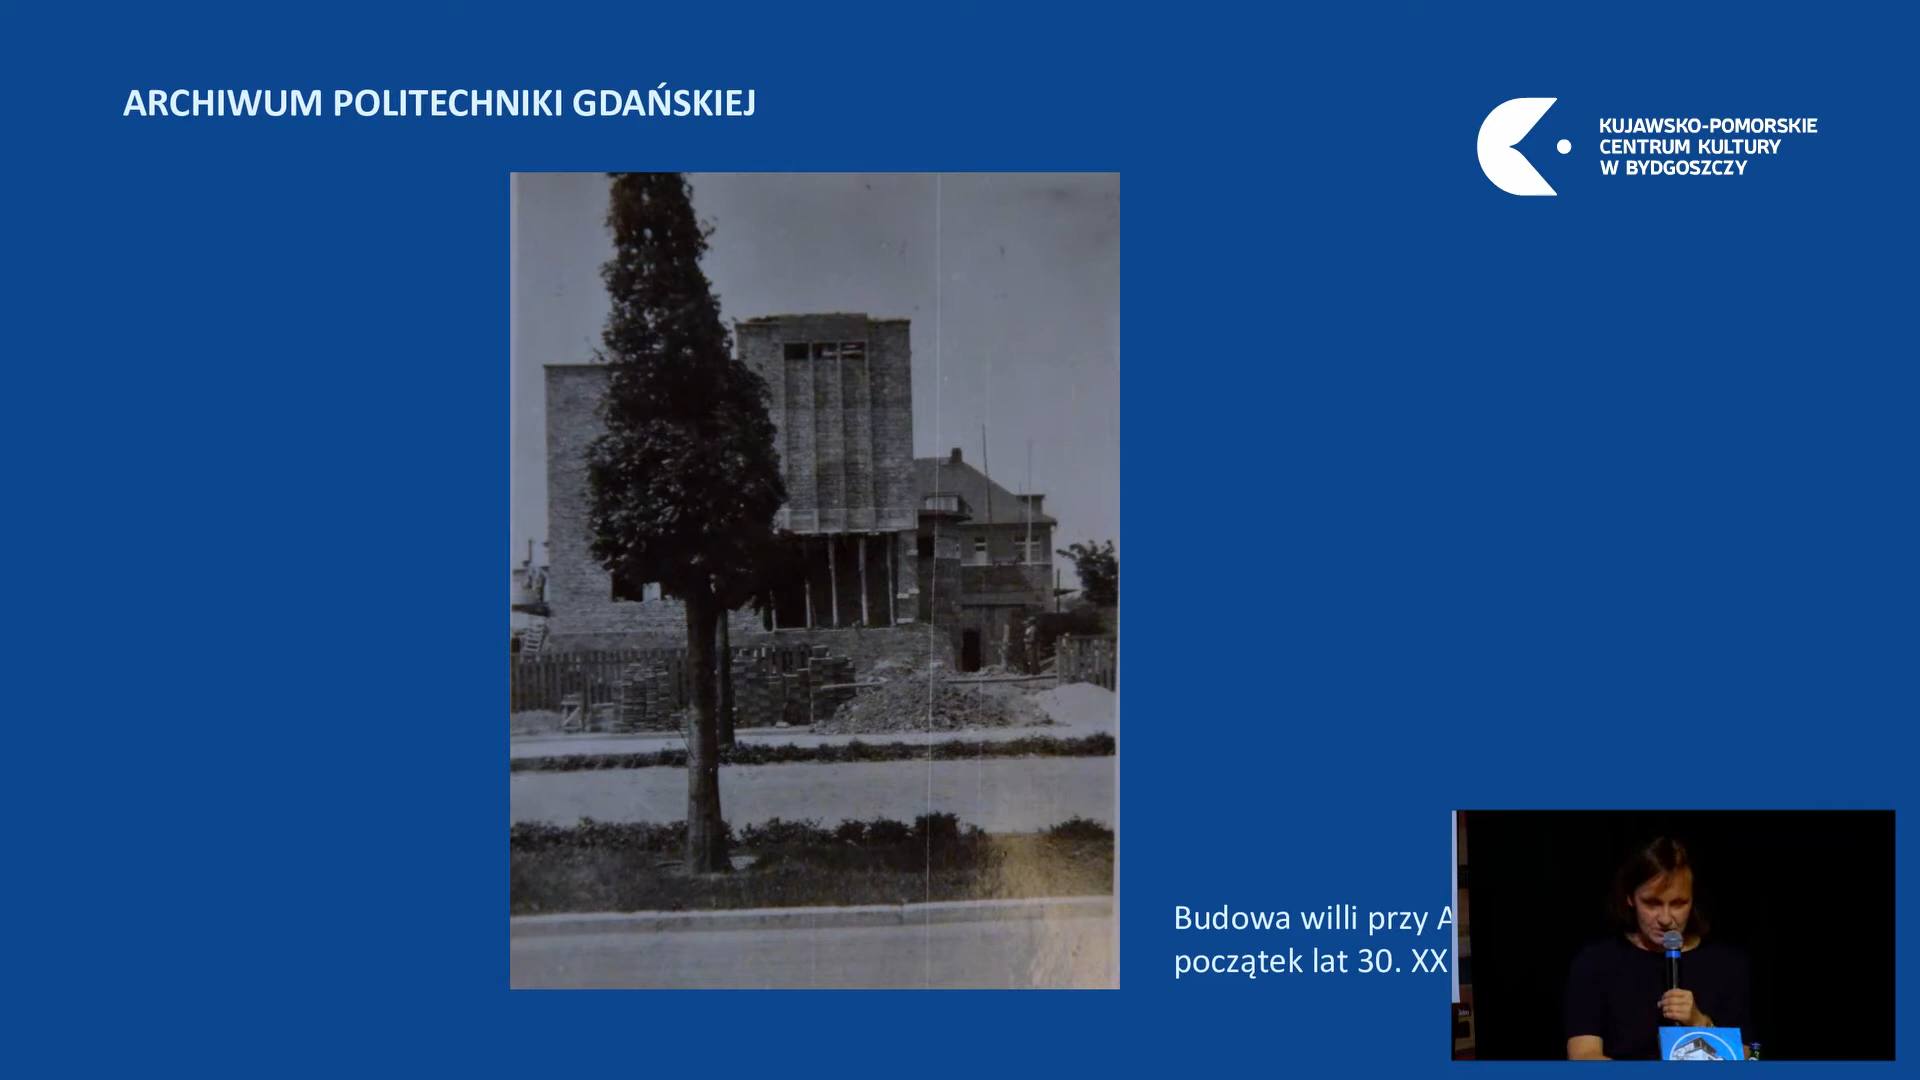 ARCHIWUM POLITECHNIKI GDAŃSKIEJ
KUJAWSKO-POMORSKIE
CENTRUM KULTURY
W BYDGOSZCZY
Budowa willi przy
początek lat 30. XX